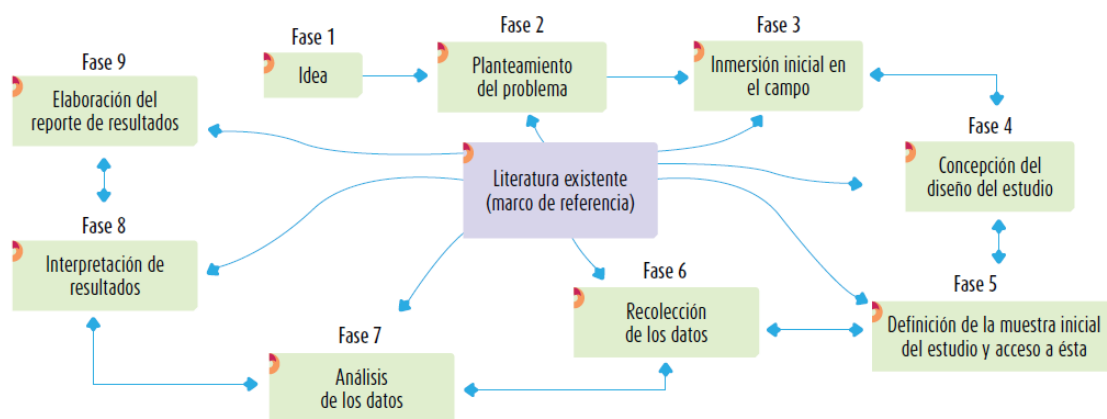 Fase 1
Idea
Fase 2
Planteamiento
del problema
Fase 3
Inmersión inicial en
el campo
Fase 4
Concepción del
diseño del estudio
Fase 5
Definición de la muestra inicial
del estudio y acceso a ésta
Fase 6
Recolección
de los datos
Fase 7
Análisis
de los datos
Fase 8
Interpretación de
resultados
Fase 9
Elaboración del
reporte de resultados
Literatura existente
(marco de referencia)